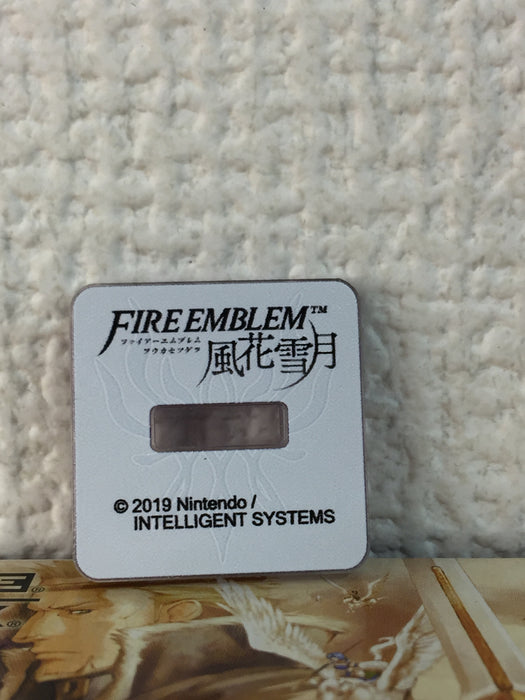 FIRE EMBLEM™
ファイアーエムブレム
フウカセツゲツ
風花雪月
© 2019 Nintendo /
INTELLIGENT SYSTEMS